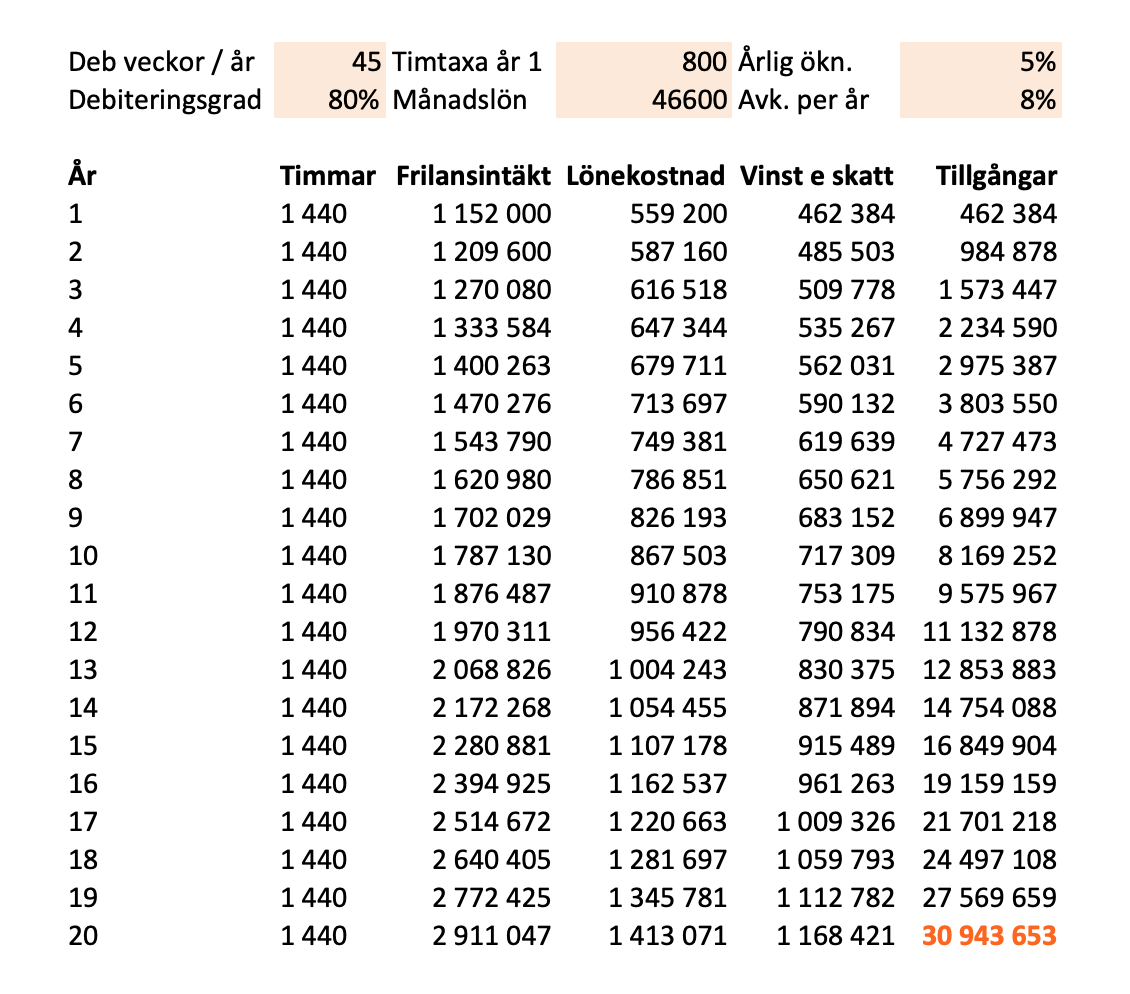 Deb veckor / år 45 Timtaxa år 1 800 Årlig ökn. 5%
Debiteringsgrad 80% Månadslön 46600 Avk. per år 8%
År Timmar Frilansintäkt Lönekostnad Vinst e skatt Tillgångar
1 1 440 1 152 000 559 200 462 384 462 384
2 1 440 1 209 600 587 160 485 503 984 878
3 1 440 1 270 080 616 518 509 778 1 573 447
4 1 440 1 333 584 647 344 535 267 2 234 590
5 1 440 1 400 263 679 711 562 031 2 975 387
6 1 440 1 470 276 713 697 590 132 3 803 550
7 1 440 1 543 790 749 381 619 639 4 727 473
8 1 440 1 620 980 786 851 650 621 5 756 292
9 1 440 1 702 029 826 193 683 152 6 899 947
10 1 440 1 787 130 867 503 717 309 8 169 252
11 1 440 1 876 487 910 878 753 175 9 575 967
12 1 440 1 970 311 956 422 790 834 11 132 878
13 1 440 2 068 826 1 004 243 830 375 12 853 883
14 1 440 2 172 268 1 054 455 871 894 14 754 088
15 1 440 2 280 881 1 107 178 915 489 16 849 904
16 1 440 2 394 925 1 162 537 961 263 19 159 159
17 1 440 2 514 672 1 220 663 1 009 326 21 701 218
18 1 440 2 640 405 1 281 697 1 059 793 24 497 108
19 1 440 2 772 425 1 345 781 1 112 782 27 569 659
20 1 440 2 911 047 1 413 071 1 168 421 30 943 653